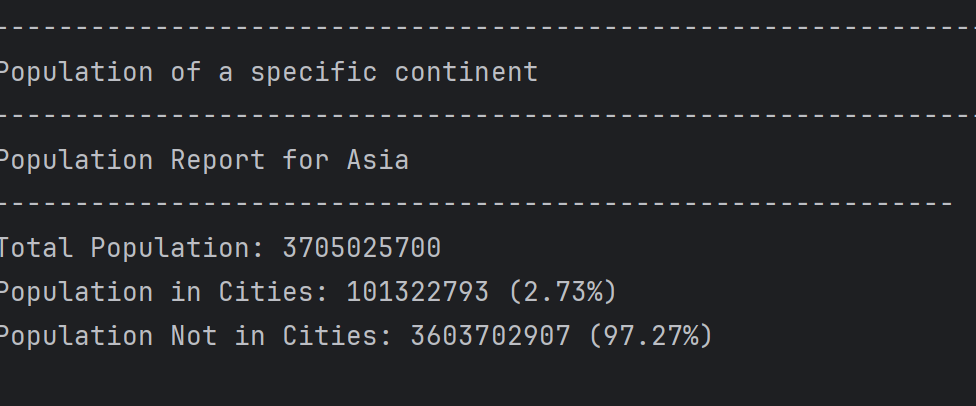 -------------------------------------------------------------
Population of a specific continent
-------------------------------------------------------------
Population Report for Asia
------------------------------------------------------------
Total Population: 3705025700
Population in Cities: 101322793 (2.73%)
Population Not in Cities: 3603702907 (97.27%)